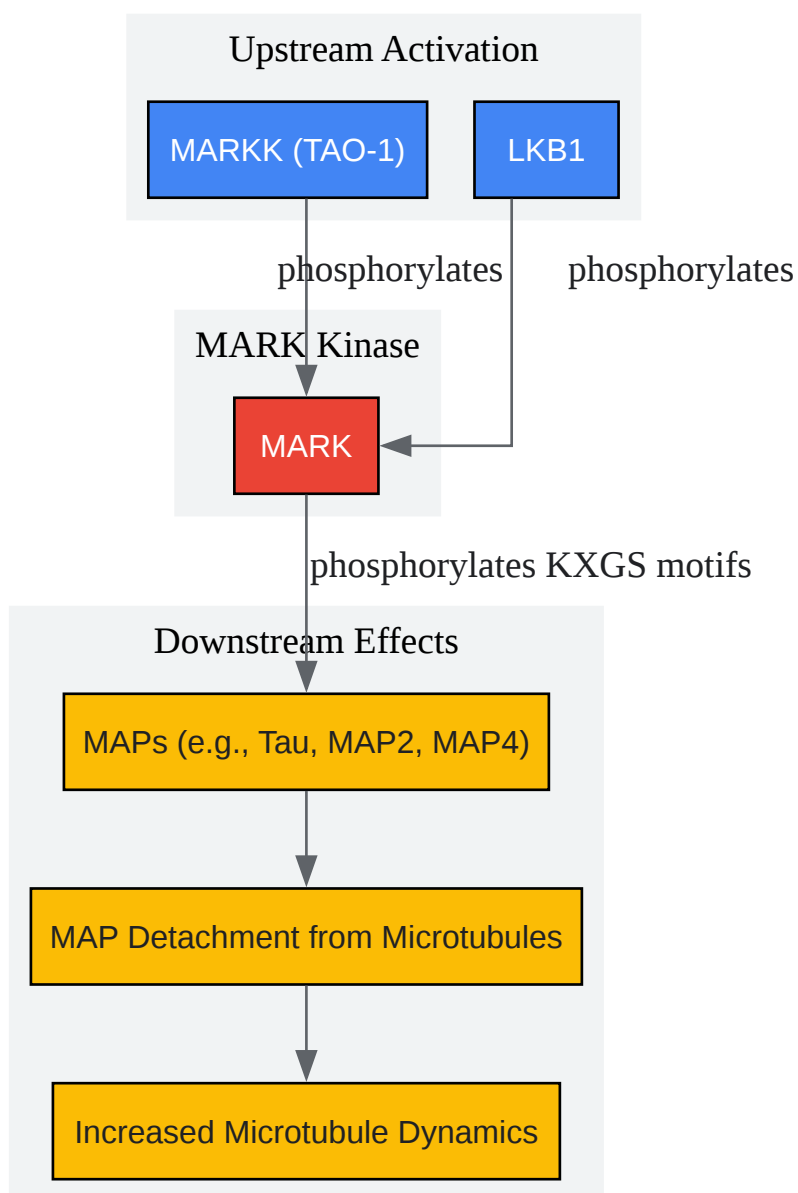 Upstream Activation
MARKK (TAO-1)
LKB1
phosphorylates
phosphorylates
MARK Kinase
MARK
phosphorylates KXGS motifs
Downstream Effects
MAPs (e.g., Tau, MAP2, MAP4)
MAP Detachment from Microtubules
Increased Microtubule Dynamics